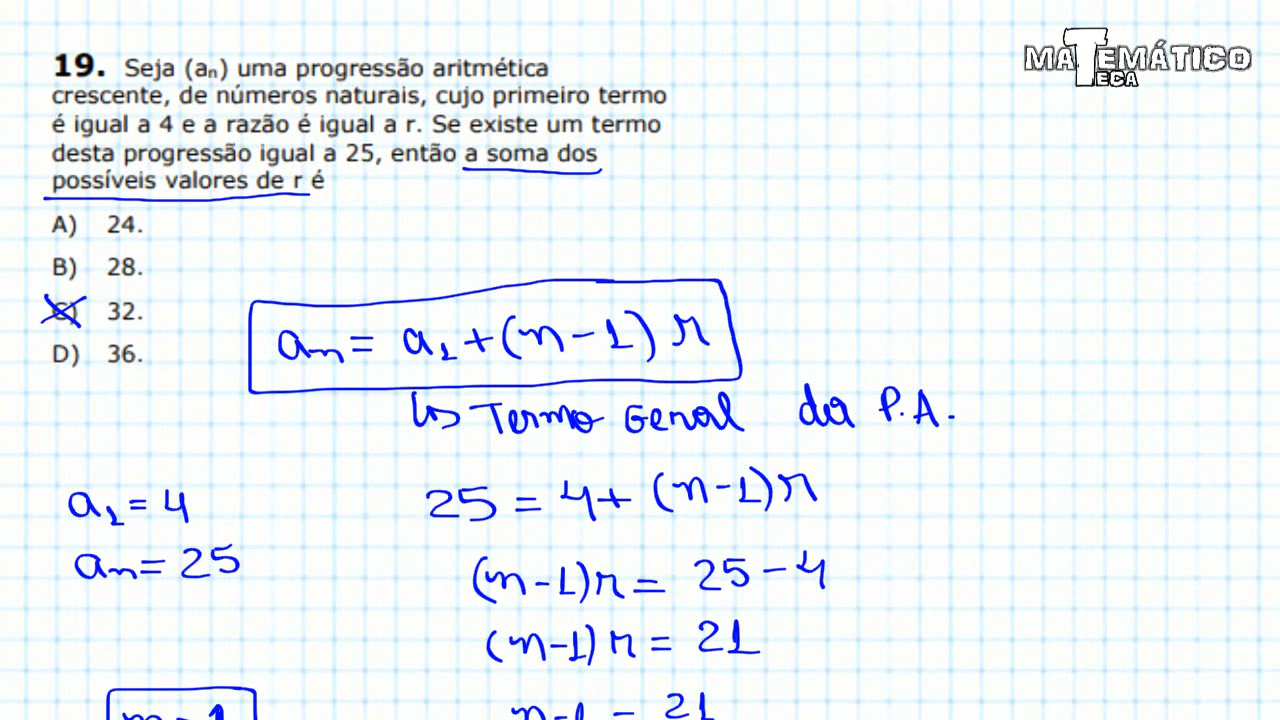 MATEMÁTICO
TECA
19. Seja (aₙ) uma progressão aritmética
crescente, de números naturais, cujo primeiro termo
é igual a 4 e a razão é igual a r. Se existe um termo
desta progressão igual a 25, então a soma dos
possíveis valores de r é
A) 24.
B) 28.
C) 32.
D) 36.
an = a1 + (n-1) r
↳ Termo Geral da P.A.
a1 = 4
an = 25
25 = 4 + (n-1) r
(n-1) r = 25 - 4
(n-1) r = 21
n-1 = 21